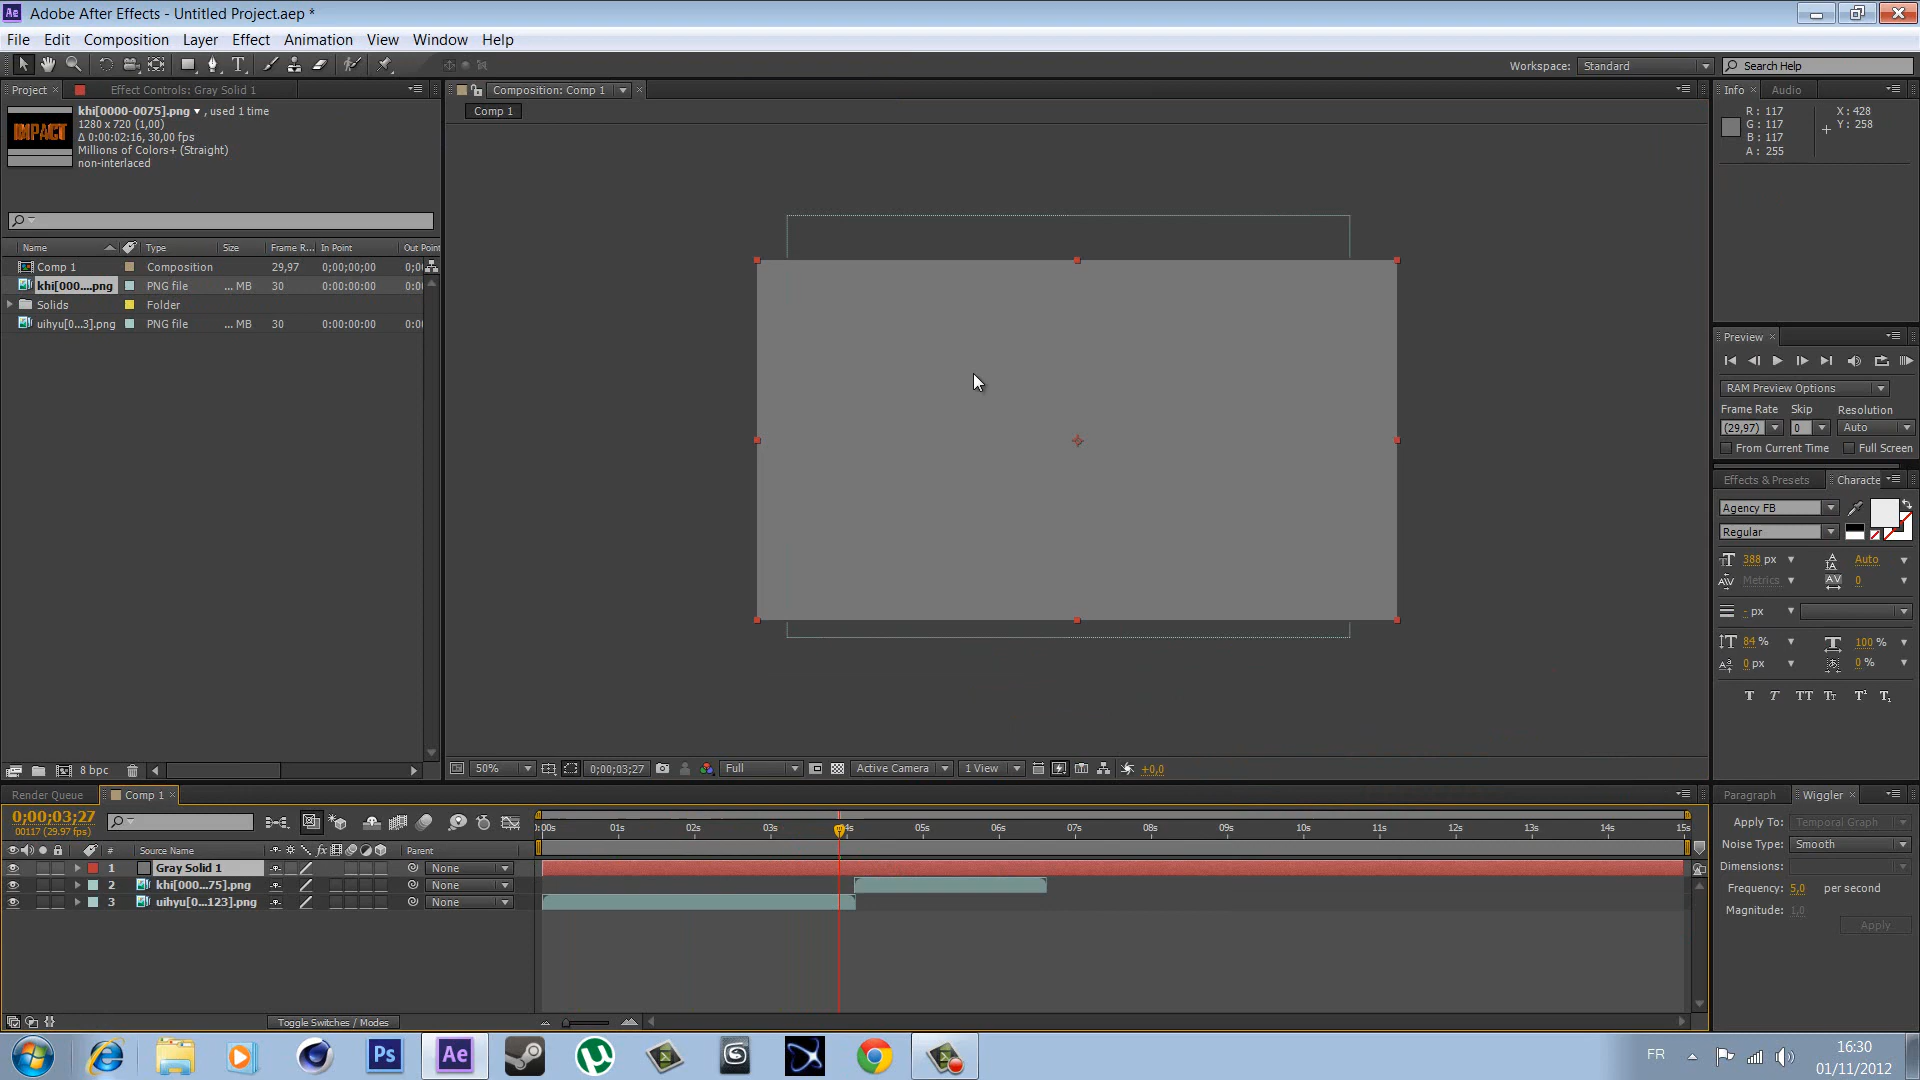 Adobe After Effects - Untitled Project.aep *
File Edit Composition Layer Effect Animation View Window Help
Workspace: Standard Search Help
Project Effect Controls: Gray Solid 1
khi[0000-0075].png , used 1 time
1280 x 720 (1,00)
Δ 0:00:02:16, 30,00 fps
Millions of Colors+ (Straight)
non-interlaced
IMPACT
Name Type Size Frame R... In Point Out Point
Comp 1 Composition 29,97 0;00;00;00 0;0
khi[000....png PNG file ... MB 30 0:00:00:00 0:0
Solids Folder
uihyu[0...3].png PNG file ... MB 30 0:00:00:00 0:0
8 bpc
Composition: Comp 1
Comp 1
50% 0;00;03;27 Full Active Camera 1 View +0,0
Info Audio
R: 117
G: 117
B: 117
A: 255
X: 428
Y: 258
Preview
RAM Preview Options
Frame Rate Skip Resolution
(29,97) 0 Auto
From Current Time Full Screen
Effects & Presets Characte
Agency FB
Regular
388 px Auto
Metrics 0
- px
84 % 100 %
0 px 0 %
T T TT Tr T¹ T₁
Render Queue Comp 1
0;00;03;27
00117 (29.97 fps)
# Source Name Parent
1 Gray Solid 1 None
2 khi[000...75].png None
3 uihyu[0...123].png None
:00s 01s 02s 03s 04s 05s 06s 07s 08s 09s 10s 11s 12s 13s 14s 15s
Toggle Switches / Modes
Paragraph Wiggler
Apply To: Temporal Graph
Noise Type: Smooth
Dimensions:
Frequency: 5,0 per second
Magnitude: 1,0
Apply
Ps Ae FR
16:30
01/11/2012